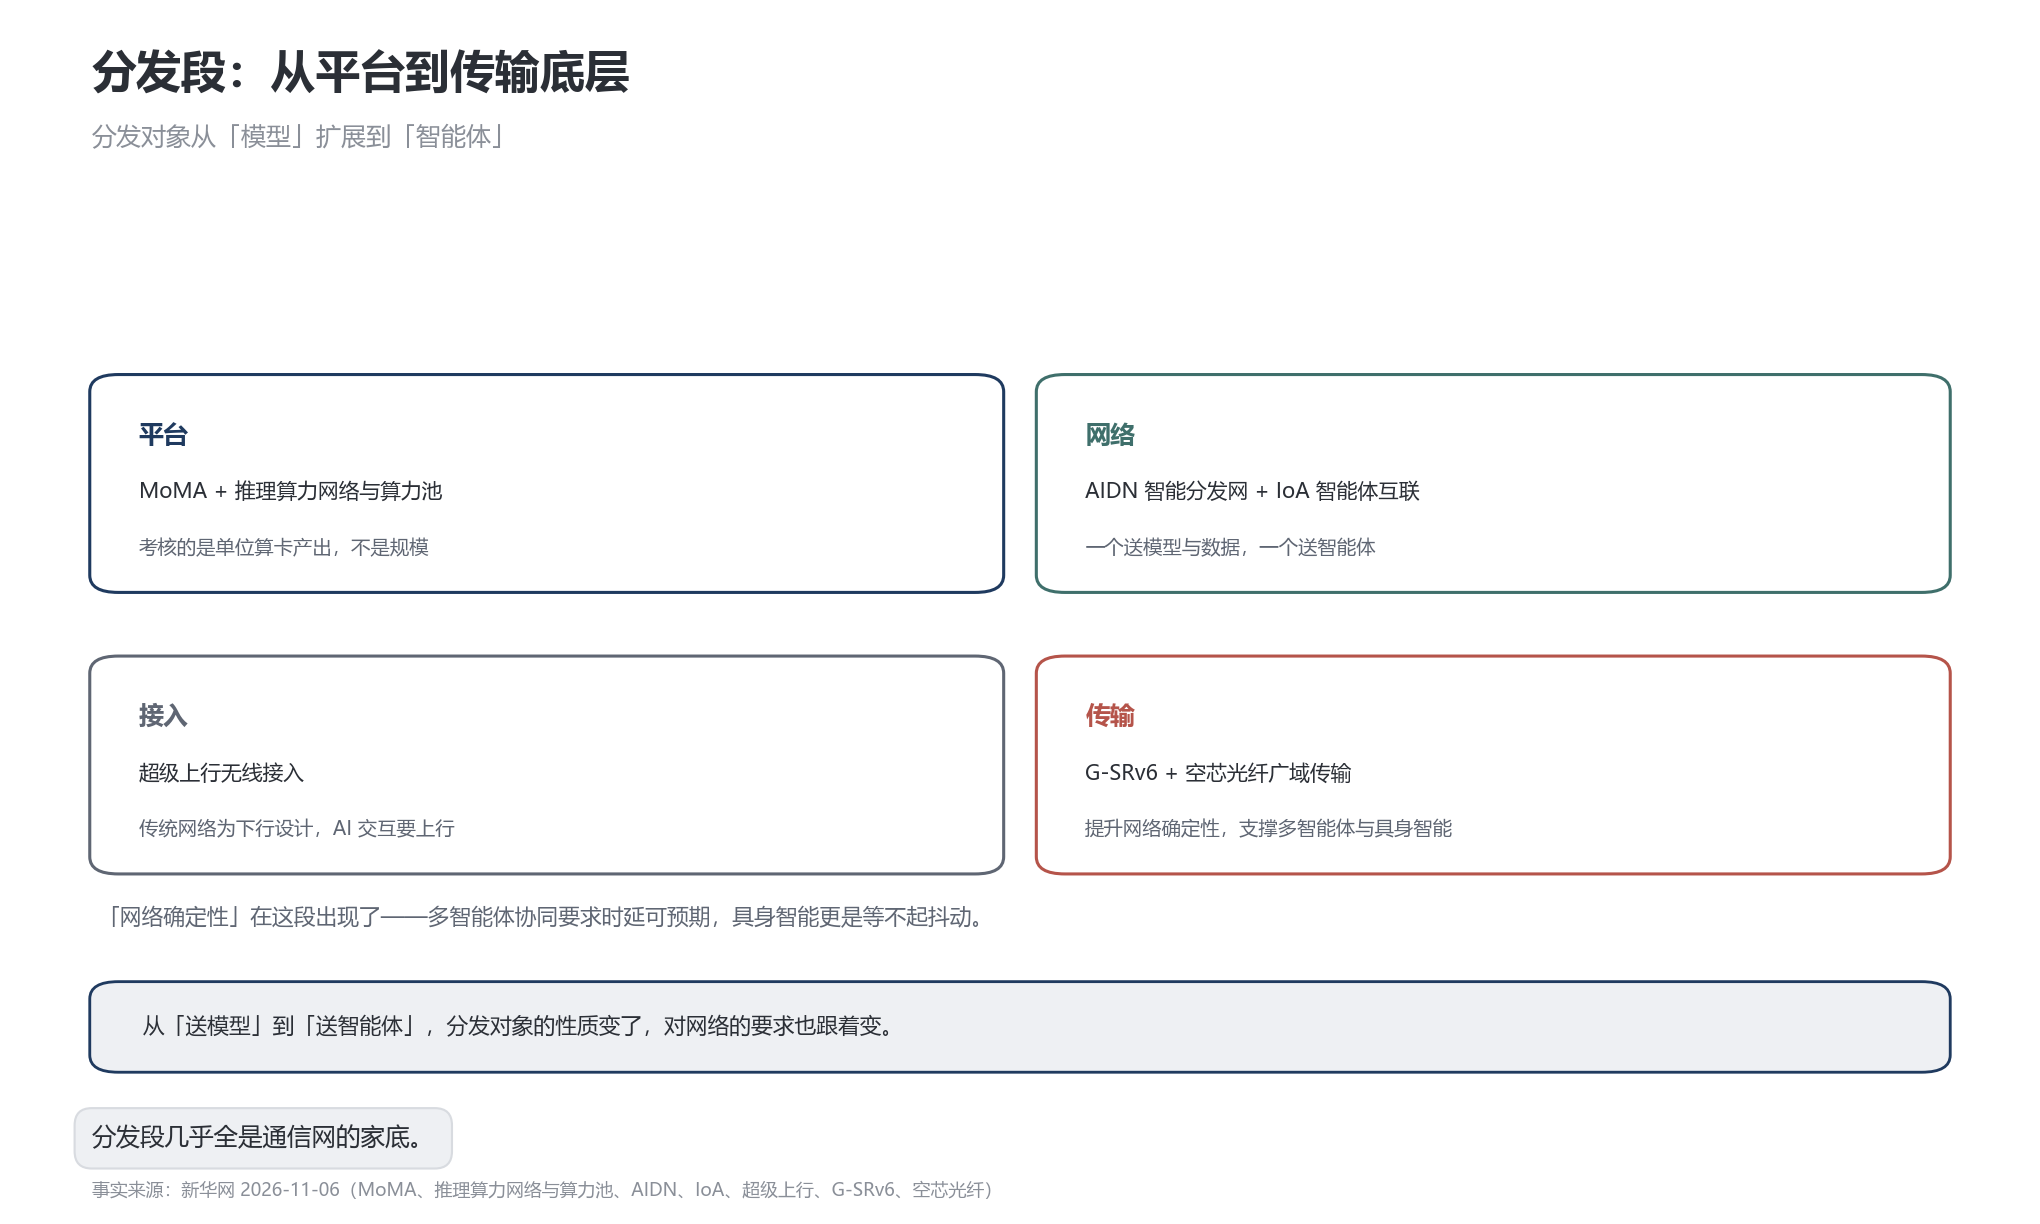 分发段：从平台到传输底层
分发对象从「模型」扩展到「智能体」
平台
MoMA + 推理算力网络与算力池
考核的是单位算卡产出，不是规模
网络
AIDN 智能分发网 + IoA 智能体互联
一个送模型与数据，一个送智能体
接入
超级上行无线接入
传统网络为下行设计，AI 交互要上行
传输
G-SRv6 + 空芯光纤广域传输
提升网络确定性，支撑多智能体与具身智能
「网络确定性」在这段出现了——多智能体协同要求时延可预期，具身智能更是等不起抖动。
从「送模型」到「送智能体」，分发对象的性质变了，对网络的要求也跟着变。
分发段几乎全是通信网的家底。
事实来源：新华网 2026-11-06（MoMA、推理算力网络与算力池、AIDN、IoA、超级上行、G-SRv6、空芯光纤）